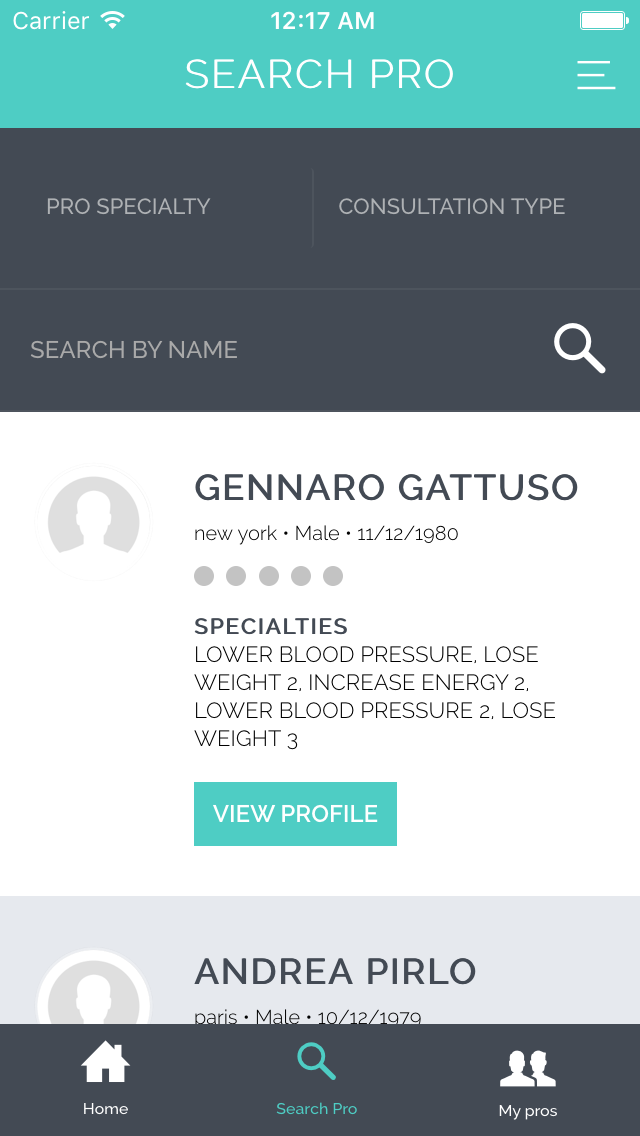 Carrier 12:17 AM
SEARCH PRO
PRO SPECIALTY CONSULTATION TYPE
SEARCH BY NAME
GENNARO GATTUSO
new york • Male • 11/12/1980
SPECIALTIES
LOWER BLOOD PRESSURE, LOSE
WEIGHT 2, INCREASE ENERGY 2,
LOWER BLOOD PRESSURE 2, LOSE
WEIGHT 3
VIEW PROFILE
ANDREA PIRLO
paris • Male • 10/12/1979
Home Search Pro My pros